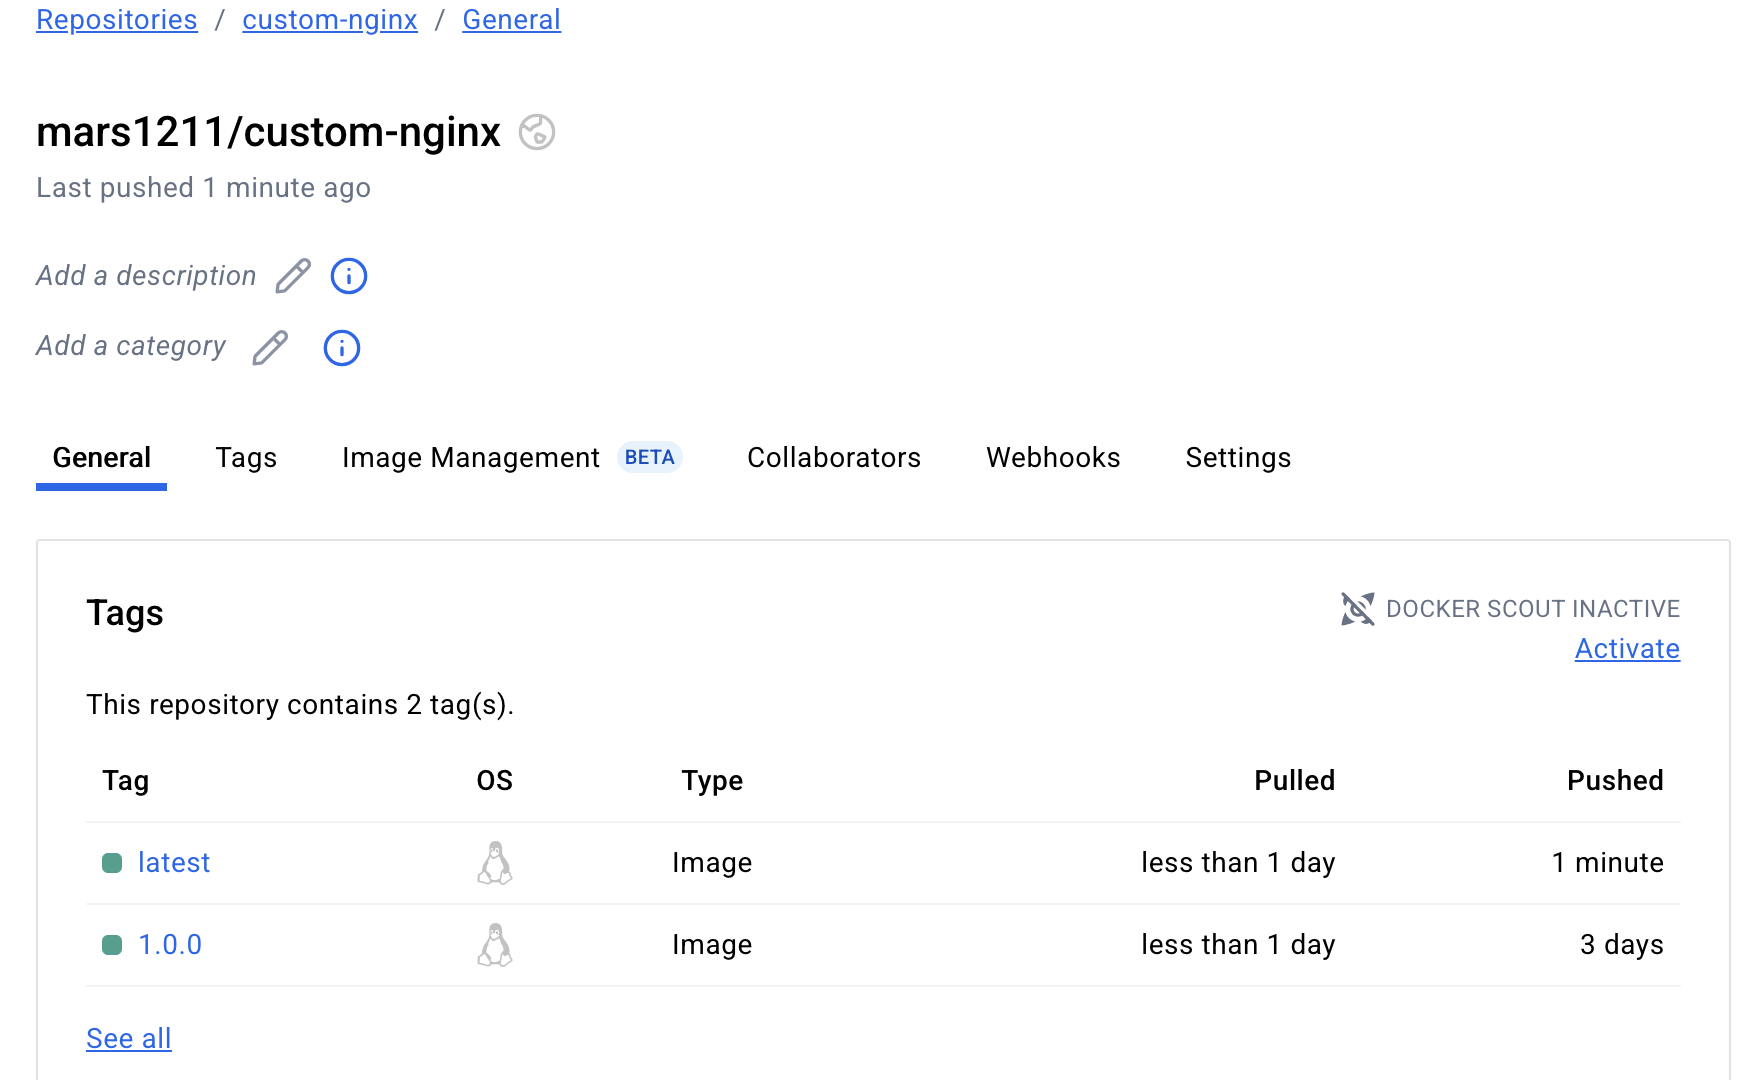 Repositories / custom-nginx / General
mars1211/custom-nginx
Last pushed 1 minute ago
Add a description
Add a category
General Tags Image Management BETA Collaborators Webhooks Settings
Tags
DOCKER SCOUT INACTIVE
Activate
This repository contains 2 tag(s).
Tag OS Type Pulled Pushed
latest Image less than 1 day 1 minute
1.0.0 Image less than 1 day 3 days
See all